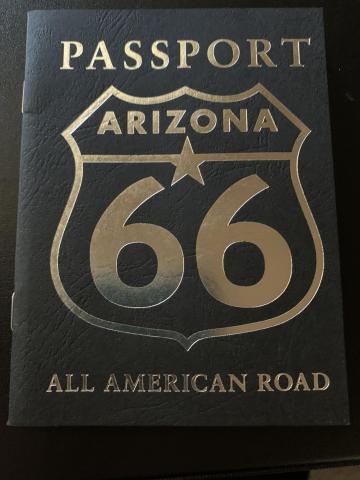 PASSPORT
ARIZONA
66
ALL AMERICAN ROAD